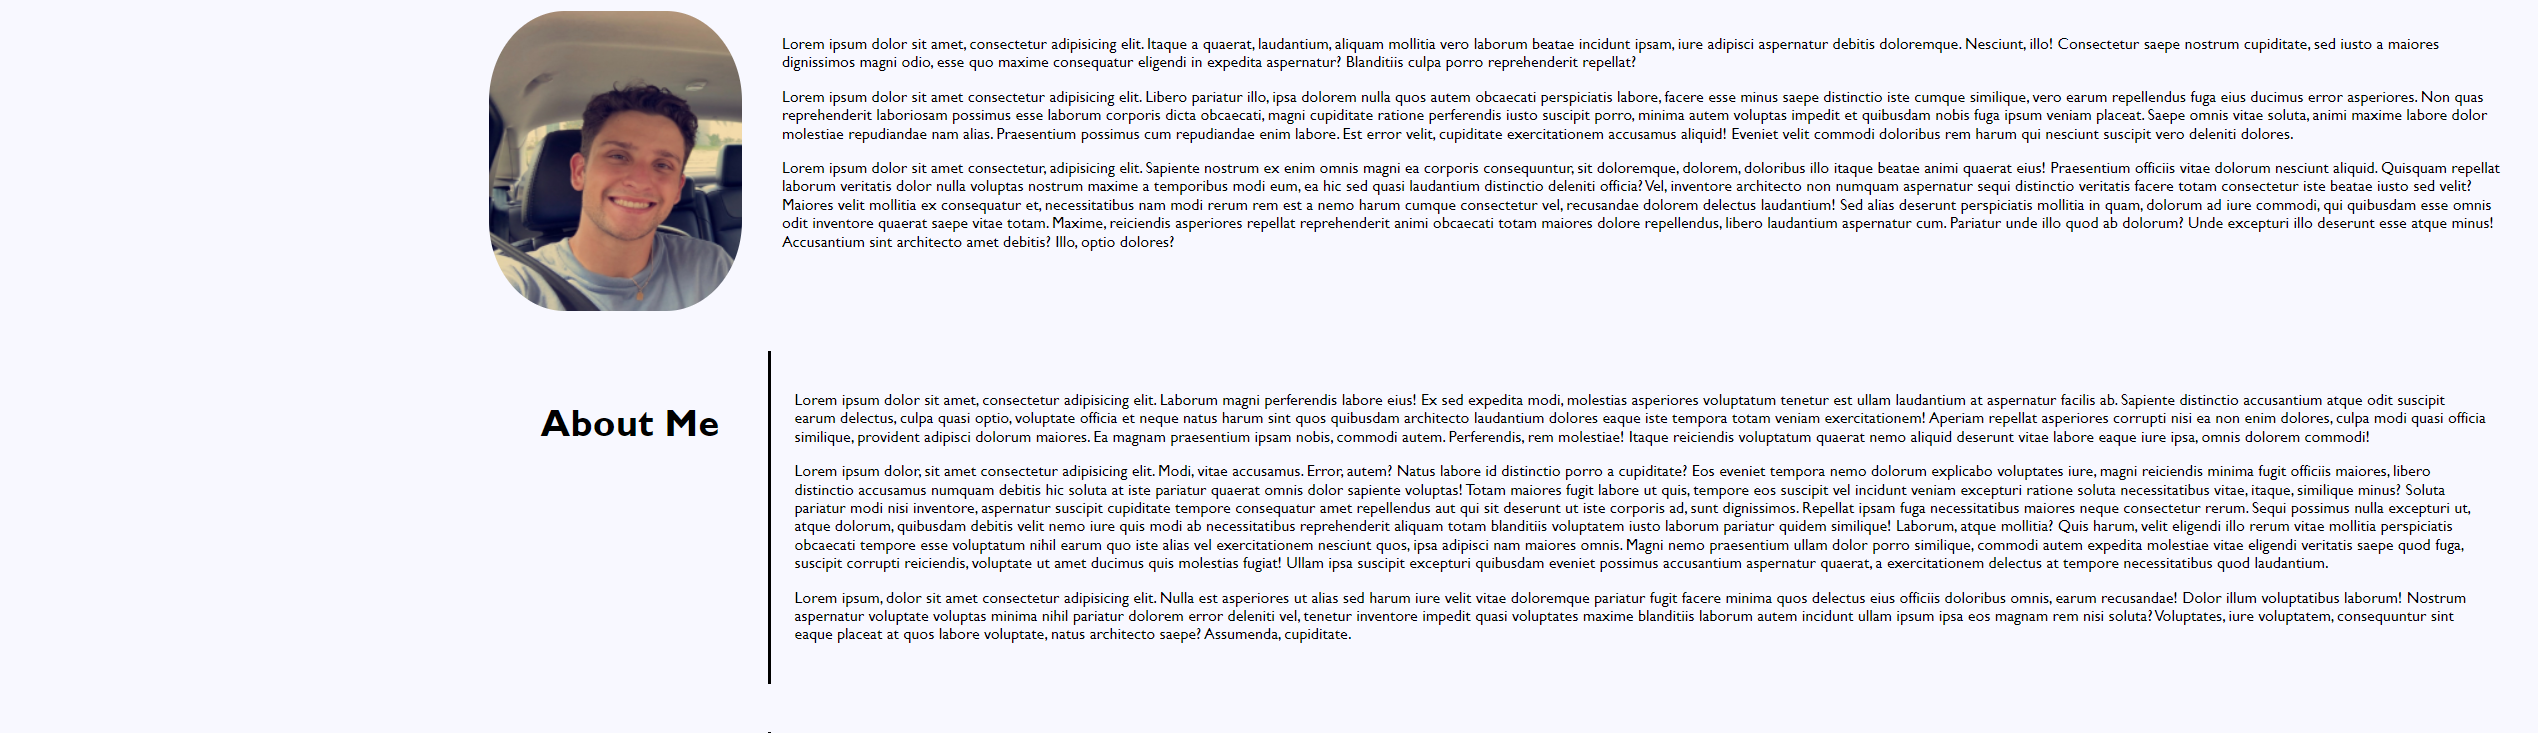 Lorem ipsum dolor sit amet, consectetur adipisicing elit. Itaque a quaerat, laudantium, aliquam mollitia vero laborum beatae incidunt ipsam, iure adipisci aspernatur debitis doloremque. Nesciunt, illo! Consectetur saepe nostrum cupiditate, sed iusto a maiores
dignissimos magni odio, esse quo maxime consequatur eligendi in expedita aspernatur? Blanditiis culpa porro reprehenderit repellat?
Lorem ipsum dolor sit amet consectetur adipisicing elit. Libero pariatur illo, ipsa dolorem nulla quos autem obcaecati perspiciatis labore, facere esse minus saepe distinctio iste cumque similique, vero earum repellendus fuga eius ducimus error asperiores. Non quas
reprehenderit laboriosam possimus esse laborum corporis dicta obcaecati, magni cupiditate ratione perferendis iusto suscipit porro, minima autem voluptas impedit et quibusdam nobis fuga ipsum veniam placeat. Saepe omnis vitae soluta, animi maxime labore dolor
molestiae repudiandae nam alias. Praesentium possimus cum repudiandae enim labore. Est error velit, cupiditate exercitationem accusamus aliquid! Eveniet velit commodi doloribus rem harum qui nesciunt suscipit vero deleniti dolores.
Lorem ipsum dolor sit amet consectetur, adipisicing elit. Sapiente nostrum ex enim omnis magni ea corporis consequuntur, sit doloremque, dolorem, doloribus illo itaque beatae animi quaerat eius! Praesentium officiis vitae dolorum nesciunt aliquid. Quisquam repellat
laborum veritatis dolor nulla voluptas nostrum maxime a temporibus modi eum, ea hic sed quasi laudantium distinctio deleniti officia? Vel, inventore architecto non numquam aspernatur sequi distinctio veritatis facere totam consectetur iste beatae iusto sed velit?
Maiores velit mollitia ex consequatur et, necessitatibus nam modi rerum rem est a nemo harum cumque consectetur vel, recusandae dolorem delectus laudantium! Sed alias deserunt perspiciatis mollitia in quam, dolorum ad iure commodi, qui quibusdam esse omnis
odit inventore quaerat saepe vitae totam. Maxime, reiciendis asperiores repellat reprehenderit animi obcaecati totam maiores dolore repellendus, libero laudantium aspernatur cum. Pariatur unde illo quod ab dolorum? Unde excepturi illo deserunt esse atque minus!
Accusantium sint architecto amet debitis? Illo, optio dolores?
About Me
Lorem ipsum dolor sit amet, consectetur adipisicing elit. Laborum magni perferendis labore eius! Ex sed expedita modi, molestias asperiores voluptatum tenetur est ullam laudantium at aspernatur facilis ab. Sapiente distinctio accusantium atque odit suscipit
earum delectus, culpa quasi optio, voluptate officia et neque natus harum sint quos quibusdam architecto laudantium dolores eaque iste tempora totam veniam exercitationem! Aperiam repellat asperiores corrupti nisi ea non enim dolores, culpa modi quasi officia
similique, provident adipisci dolorum maiores. Ea magnam praesentium ipsam nobis, commodi autem. Perferendis, rem molestiae! Itaque reiciendis voluptatum quaerat nemo aliquid deserunt vitae labore eaque iure ipsa, omnis dolorem commodi!
Lorem ipsum dolor, sit amet consectetur adipisicing elit. Modi, vitae accusamus. Error, autem? Natus labore id distinctio porro a cupiditate? Eos eveniet tempora nemo dolorum explicabo voluptates iure, magni reiciendis minima fugit officiis maiores, libero
distinctio accusamus numquam debitis hic soluta at iste pariatur quaerat omnis dolor sapiente voluptas! Totam maiores fugit labore ut quis, tempore eos suscipit vel incidunt veniam excepturi ratione soluta necessitatibus vitae, itaque, similique minus? Soluta
pariatur modi nisi inventore, aspernatur suscipit cupiditate tempore consequatur amet repellendus aut qui sit deserunt ut iste corporis ad, sunt dignissimos. Repellat ipsam fuga necessitatibus maiores neque consectetur rerum. Sequi possimus nulla excepturi ut,
atque dolorum, quibusdam debitis velit nemo iure quis modi ab necessitatibus reprehenderit aliquam totam blanditiis voluptatem iusto laborum pariatur quidem similique! Laborum, atque mollitia? Quis harum, velit eligendi illo rerum vitae mollitia perspiciatis
obcaecati tempore esse voluptatum nihil earum quo iste alias vel exercitationem nesciunt quos, ipsa adipisci nam maiores omnis. Magni nemo praesentium ullam dolor porro similique, commodi autem expedita molestiae vitae eligendi veritatis saepe quod fuga,
suscipit corrupti reiciendis, voluptate ut amet ducimus quis molestias fugiat! Ullam ipsa suscipit excepturi quibusdam eveniet possimus accusantium aspernatur quaerat, a exercitationem delectus at tempore necessitatibus quod laudantium.
Lorem ipsum, dolor sit amet consectetur adipisicing elit. Nulla est asperiores ut alias sed harum iure velit vitae doloremque pariatur fugit facere minima quos delectus eius officiis doloribus omnis, earum recusandae! Dolor illum voluptatibus laborum! Nostrum
aspernatur voluptate voluptas minima nihil pariatur dolorem error deleniti vel, tenetur inventore impedit quasi voluptates maxime blanditiis laborum autem incidunt ullam ipsum ipsa eos magnam rem nisi soluta? Voluptates, iure voluptatem, consequuntur sint
eaque placeat at quos labore voluptate, natus architecto saepe? Assumenda, cupiditate.